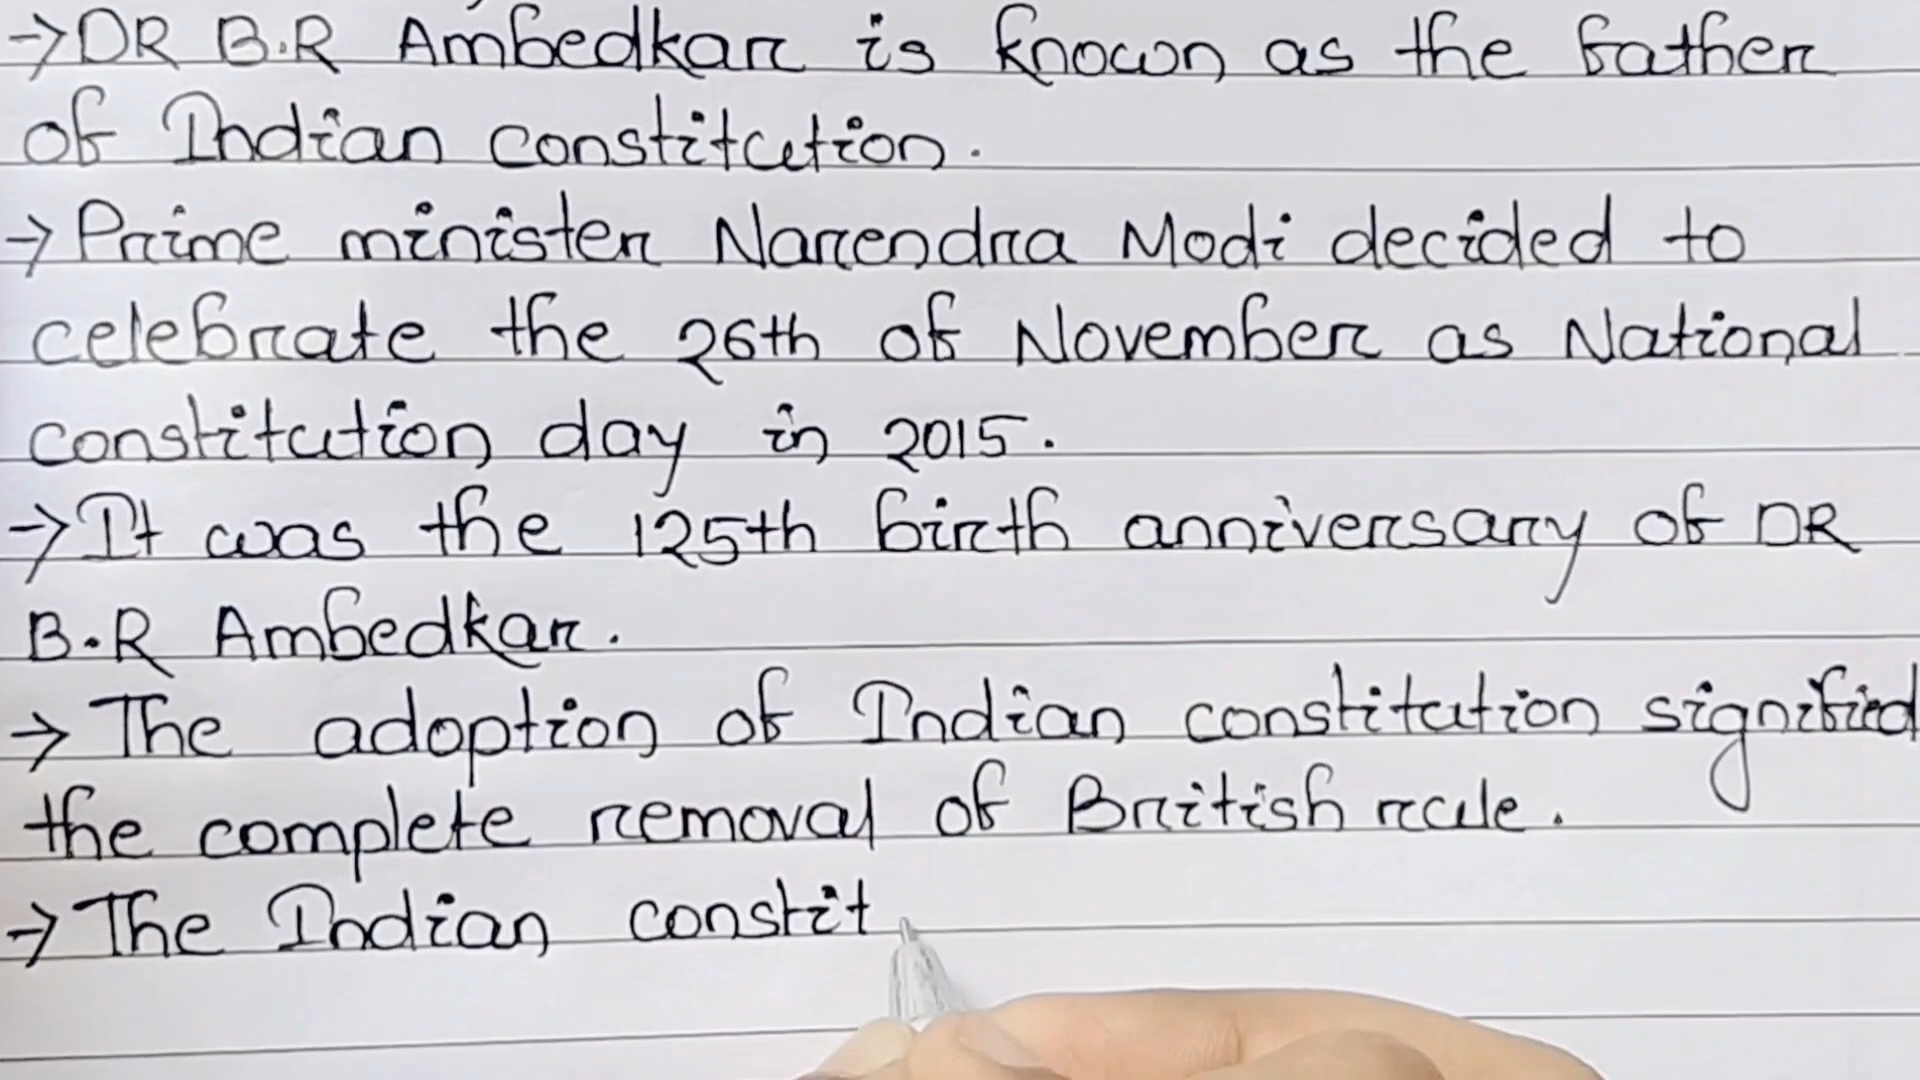 →DR B.R Ambedkar is known as the father
of Indian constitution.
→Prime minister Narendra Modi decided to
celebrate the 26th of November as National
constitution day in 2015.
→It was the 125th birth anniversary of DR
B.R Ambedkar.
→ The adoption of Indian constitution signified
the complete removal of British rule.
→ The Indian constit